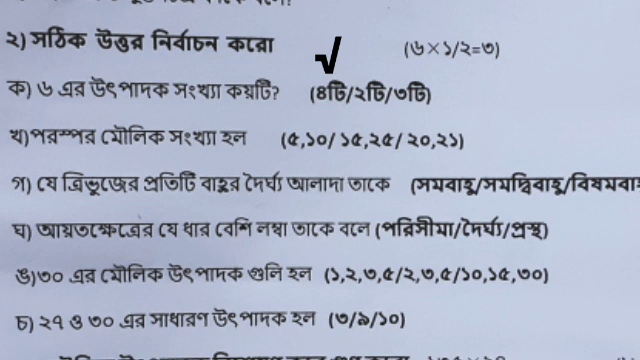 ২) সঠিক উত্তর নির্বাচন করো (৬×১/২=৩)
ক) ৬ এর উৎপাদক সংখ্যা কয়টি? (৪টি/২টি/৩টি)
খ) পরস্পর মৌলিক সংখ্যা হল (৫,১০/ ১৫,২৫/ ২০,২১)
গ) যে ত্রিভুজের প্রতিটি বাহুর দৈর্ঘ্য আলাদা তাকে (সমবাহু/সমদ্বিবাহু/বিষমবা
ঘ) আয়তক্ষেত্রের যে ধার বেশি লম্বা তাকে বলে (পরিসীমা/দৈর্ঘ্য/প্রস্থ)
ঙ)৩০ এর মৌলিক উৎপাদক গুলি হল (১,২,৩,৫/২,৩,৫/১০,১৫,৩০)
চ) ২৭ ও ৩০ এর সাধারণ উৎপাদক হল (৩/৯/১০)